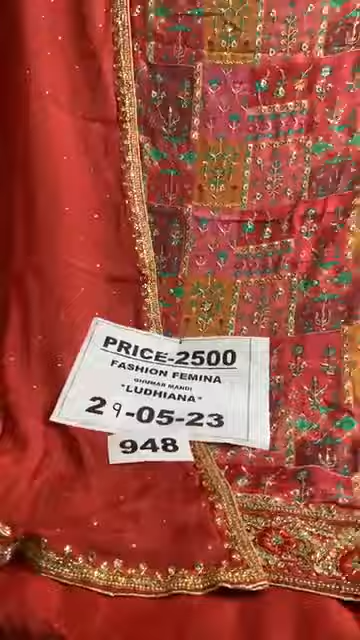 PRICE-2500
FASHION FEMINA
GHUMAR MANDI
"LUDHIANA"
29-05-23
948